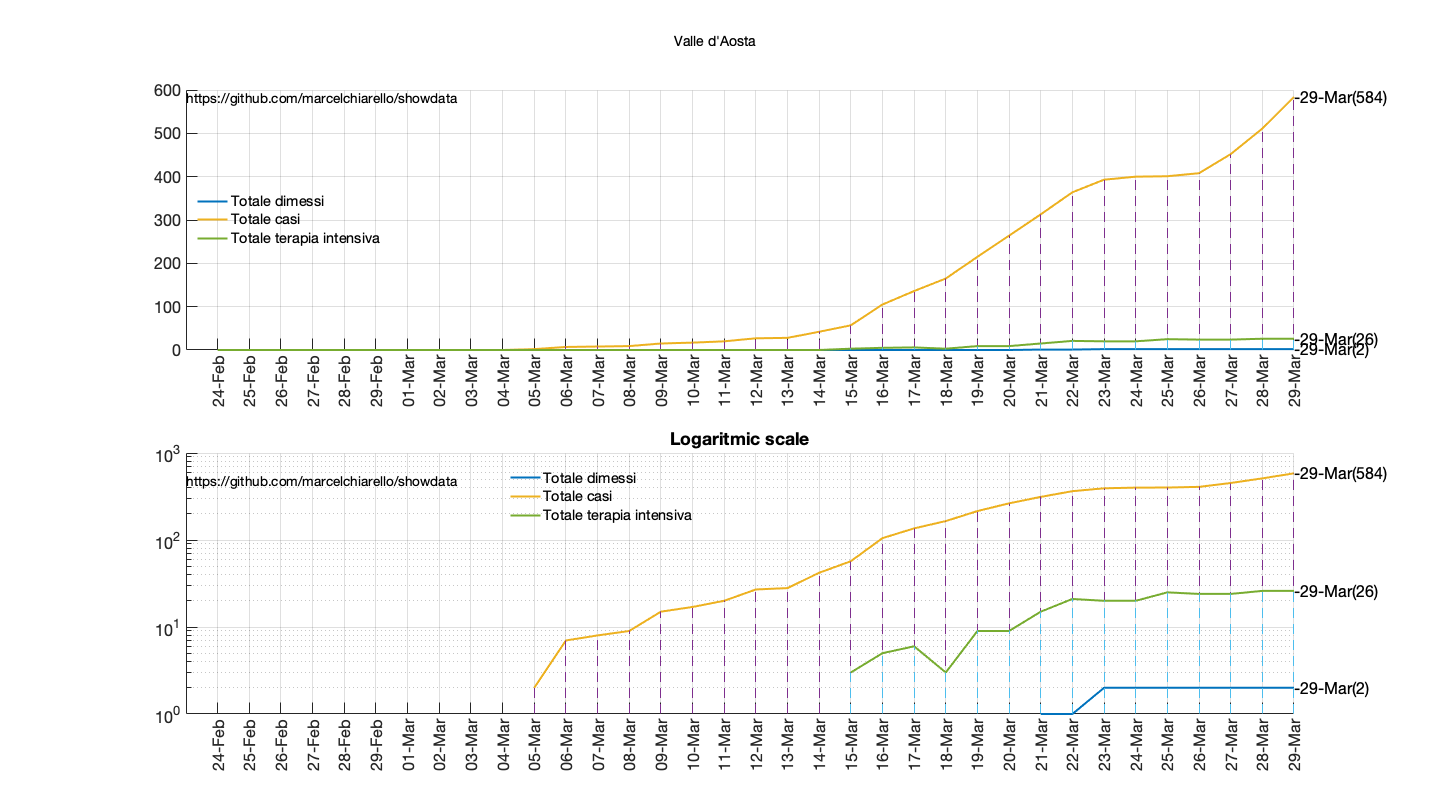 Valle d'Aosta
600
500
400
300
200
100
0
https://github.com/marcelchiarello/showdata
Totale dimessi
Totale casi
Totale terapia intensiva
-29-Mar(584)
-29-Mar(26)
-29-Mar(2)
24-Feb
25-Feb
26-Feb
27-Feb
28-Feb
29-Feb
01-Mar
02-Mar
03-Mar
04-Mar
05-Mar
06-Mar
07-Mar
08-Mar
09-Mar
10-Mar
11-Mar
12-Mar
13-Mar
14-Mar
15-Mar
16-Mar
17-Mar
18-Mar
19-Mar
20-Mar
21-Mar
22-Mar
23-Mar
24-Mar
25-Mar
26-Mar
27-Mar
28-Mar
29-Mar
Logaritmic scale
10^3
10^2
10^1
10^0
https://github.com/marcelchiarello/showdata
Totale dimessi
Totale casi
Totale terapia intensiva
-29-Mar(584)
-29-Mar(26)
-29-Mar(2)
24-Feb
25-Feb
26-Feb
27-Feb
28-Feb
29-Feb
01-Mar
02-Mar
03-Mar
04-Mar
05-Mar
06-Mar
07-Mar
08-Mar
09-Mar
10-Mar
11-Mar
12-Mar
13-Mar
14-Mar
15-Mar
16-Mar
17-Mar
18-Mar
19-Mar
20-Mar
21-Mar
22-Mar
23-Mar
24-Mar
25-Mar
26-Mar
27-Mar
28-Mar
29-Mar